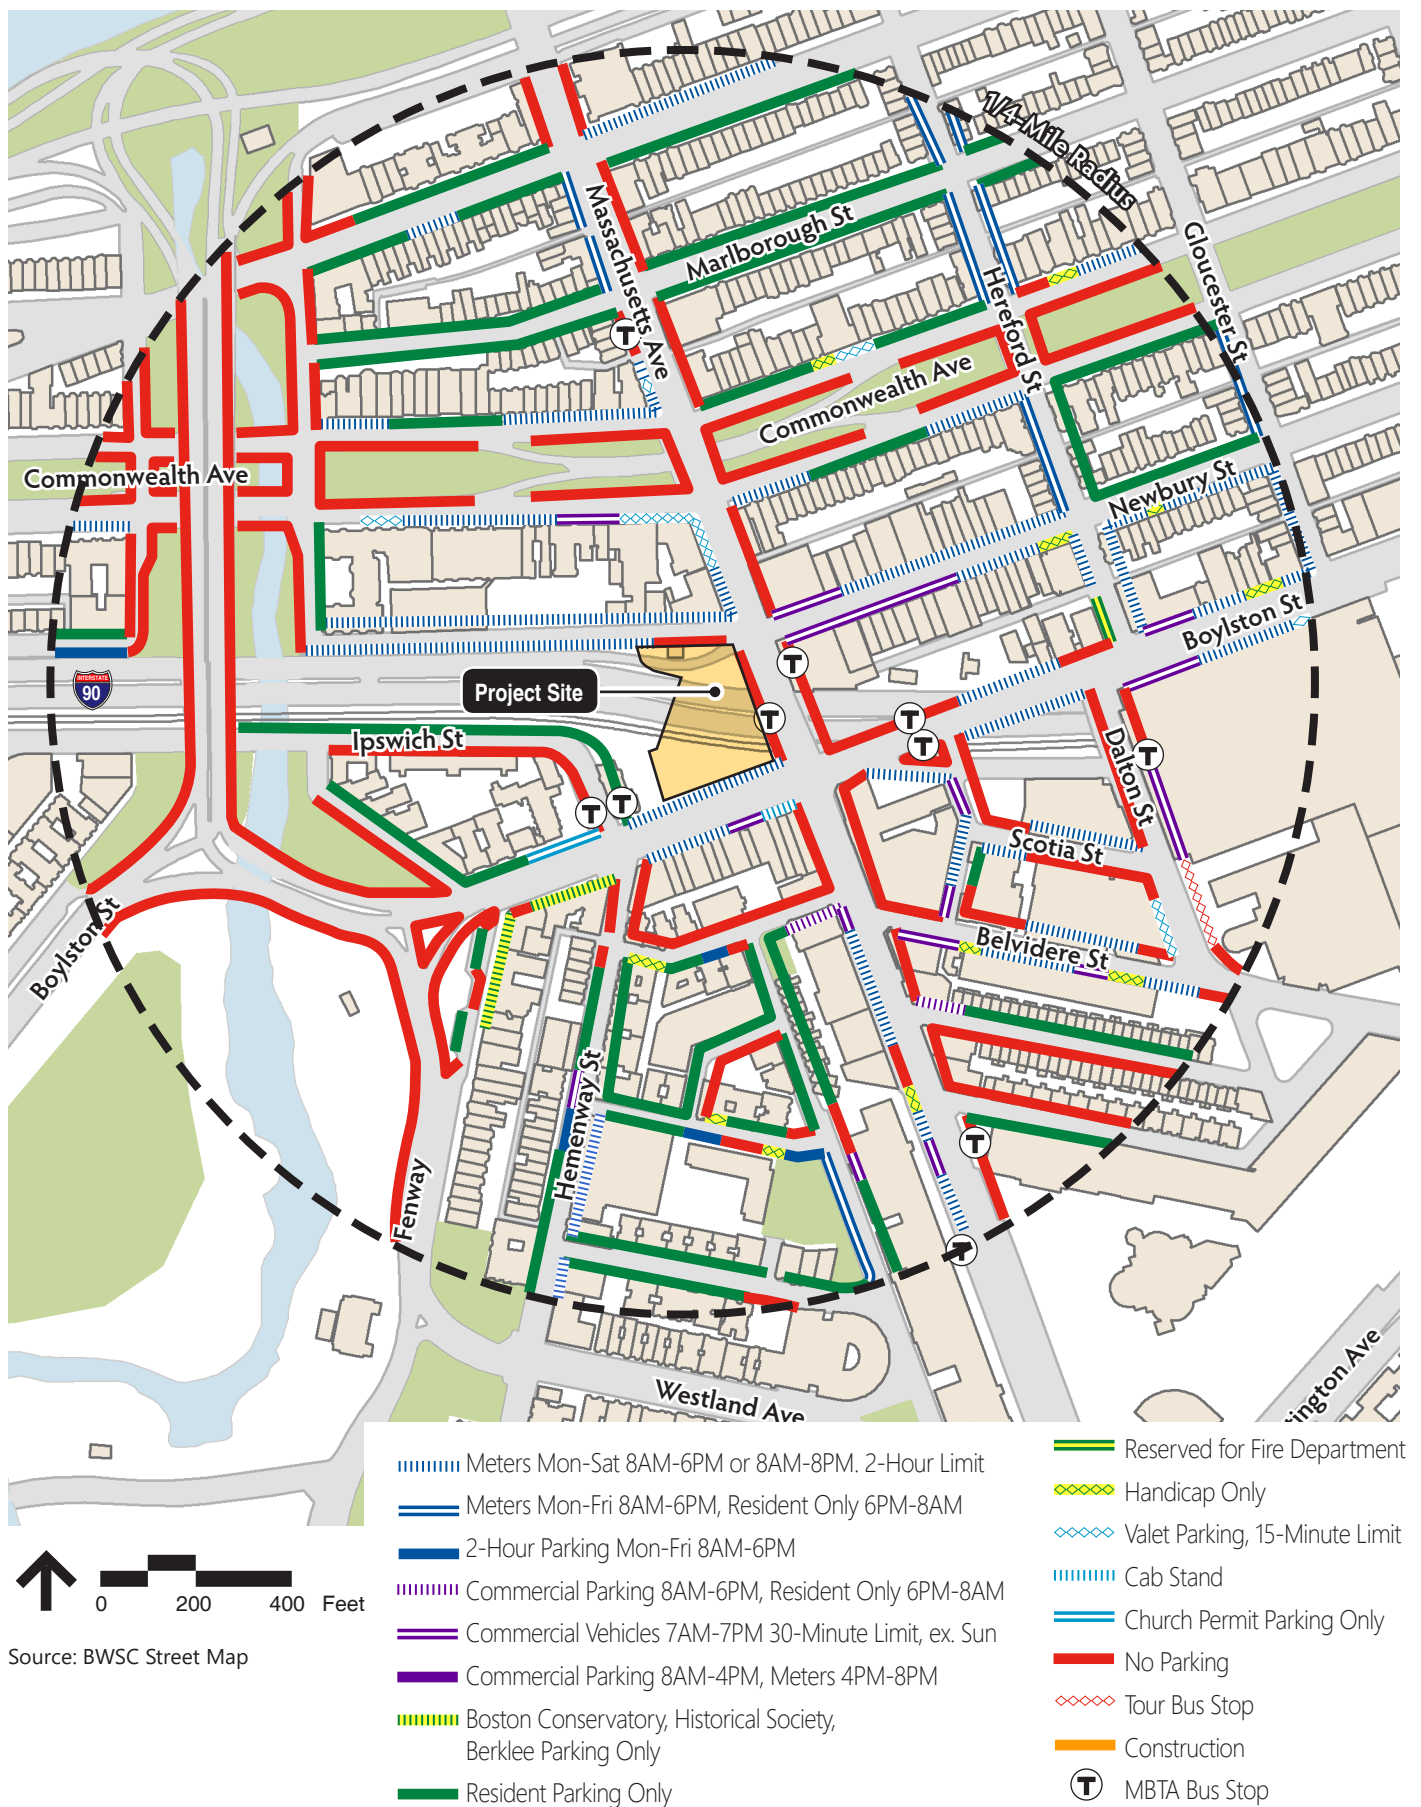 1/4-Mile Radius
Massachusetts Ave
Marlborough St
Gloucester St
Hereford St
Commonwealth Ave
Commonwealth Ave
Newbury St
Boylston St
INTERSTATE
90
Project Site
Ipswich St
T
T
T
T
T
T
T
T
T
T
Dalton St
Scotia St
Boylston St
Belvidere St
Hemenway St
Fenway
Westland Ave
tington Ave
Meters Mon-Sat 8AM-6PM or 8AM-8PM. 2-Hour Limit
Meters Mon-Fri 8AM-6PM, Resident Only 6PM-8AM
2-Hour Parking Mon-Fri 8AM-6PM
Commercial Parking 8AM-6PM, Resident Only 6PM-8AM
Commercial Vehicles 7AM-7PM 30-Minute Limit, ex. Sun
Commercial Parking 8AM-4PM, Meters 4PM-8PM
Boston Conservatory, Historical Society,
Berklee Parking Only
Resident Parking Only
Reserved for Fire Department
Handicap Only
Valet Parking, 15-Minute Limit
Cab Stand
Church Permit Parking Only
No Parking
Tour Bus Stop
Construction
T MBTA Bus Stop
0 200 400 Feet
Source: BWSC Street Map